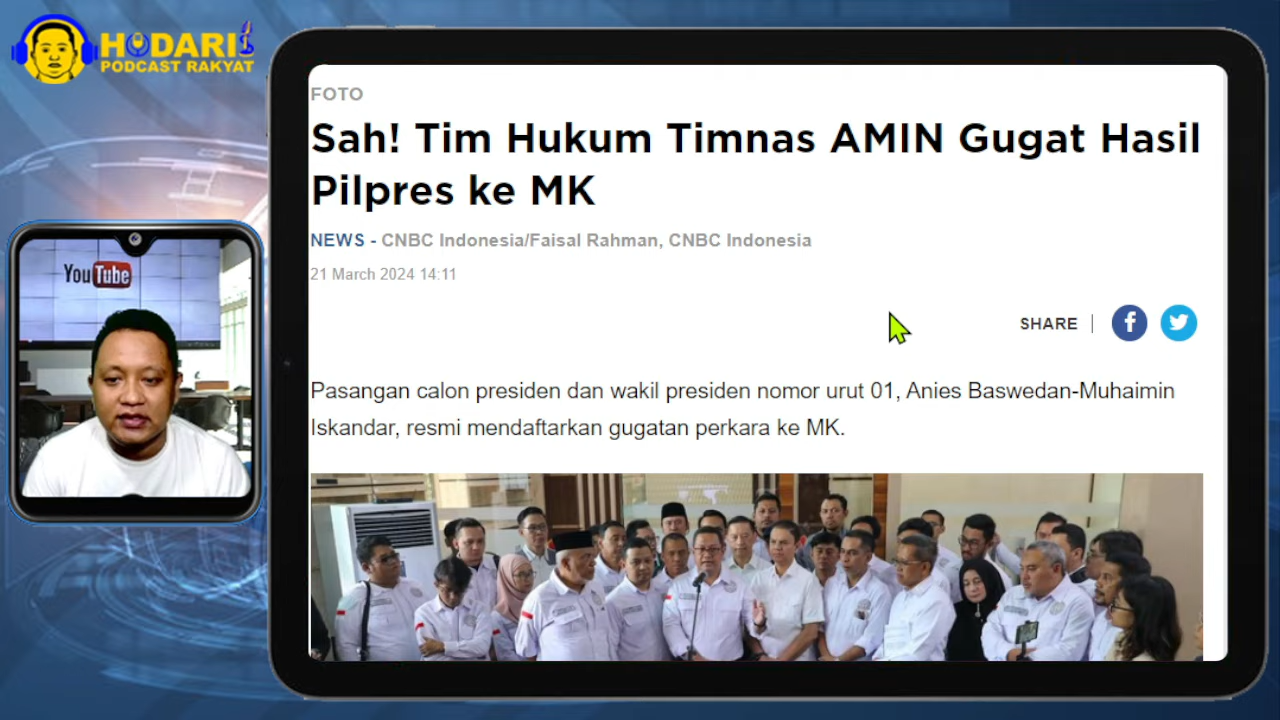 HODARI
PODCAST RAKYAT
YouTube
FOTO
Sah! Tim Hukum Timnas AMIN Gugat Hasil
Pilpres ke MK
NEWS - CNBC Indonesia/Faisal Rahman, CNBC Indonesia
21 March 2024 14:11
SHARE
Pasangan calon presiden dan wakil presiden nomor urut 01, Anies Baswedan-Muhaimin
Iskandar, resmi mendaftarkan gugatan perkara ke MK.